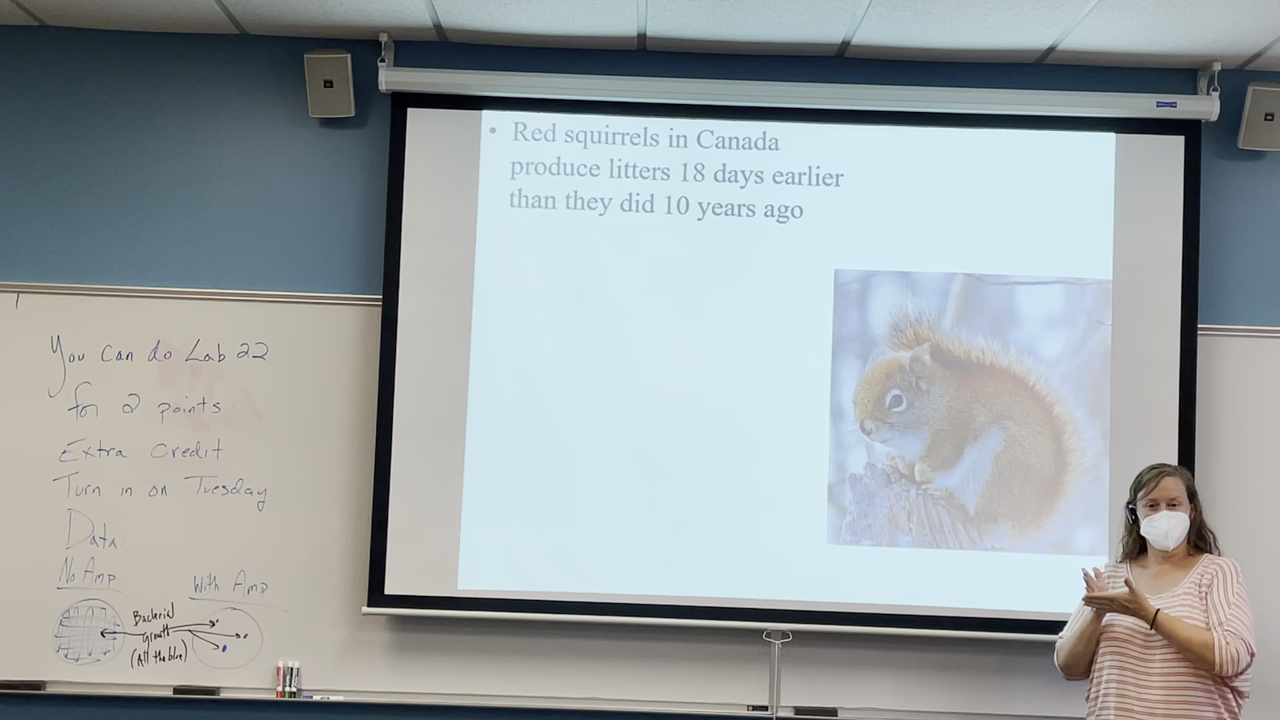 • Red squirrels in Canada
produce litters 18 days earlier
than they did 10 years ago
You can do Lab 22
for 2 points
Extra Credit
Turn in on Tuesday
Data:
No Amp
With Amp
Bacterial
growth
(All the blue)